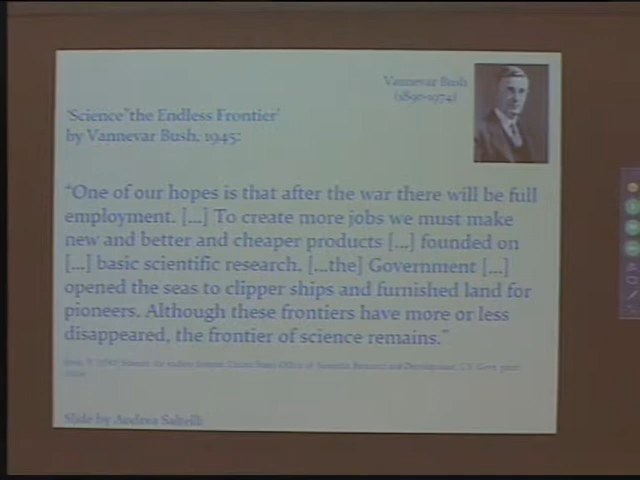 Vannevar Bush
(1890-1974)
'Science" the Endless Frontier'
by Vannevar Bush, 1945:
"One of our hopes is that after the war there will be full
employment. [...] To create more jobs we must make
new and better and cheaper products [...] founded on
[...] basic scientific research. [...the] Government [...]
opened the seas to clipper ships and furnished land for
pioneers. Although these frontiers have more or less
disappeared, the frontier of science remains."
Slide by Andrea Saltelli